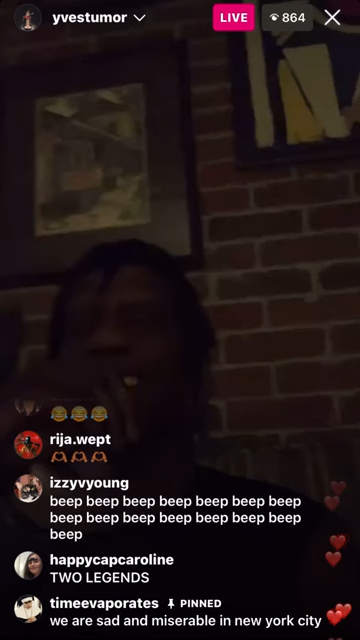 yvestumor
LIVE
864
😂😂😂
rija.wept
🫶🏾🫶🏾🫶🏾
izzyvyoung
beep beep beep beep beep beep beep
beep beep beep beep beep beep beep
beep
happycapcaroline
TWO LEGENDS
timeevaporates PINNED
we are sad and miserable in new york city